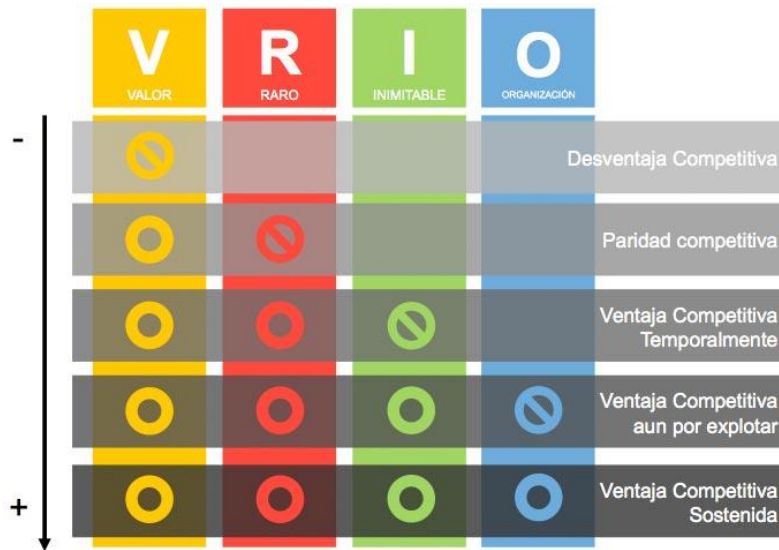 V R I O
VALOR RARO INIMITABLE ORGANIZACIÓN
-
Desventaja Competitiva
Paridad competitiva
Ventaja Competitiva
Temporalmente
Ventaja Competitiva
aun por explotar
+
Ventaja Competitiva
Sostenida